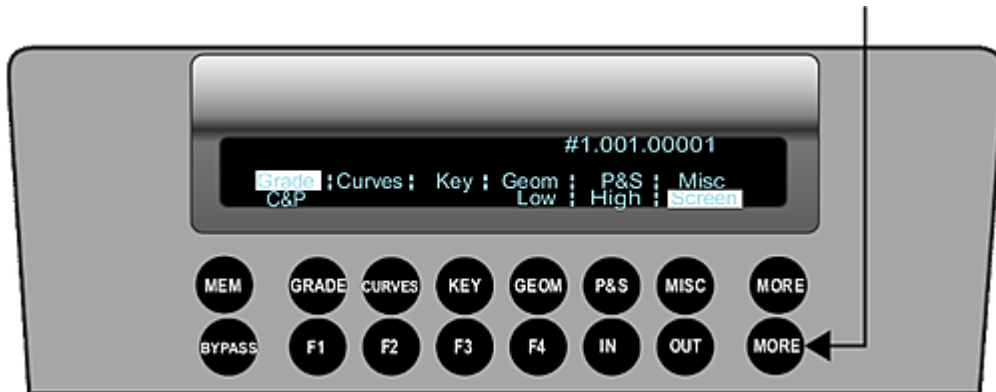 #1.001.00001
Grade ¦ Curves ¦ Key ¦ Geom ¦ P&S ¦ Misc
C&P Low ¦ High ¦ Screen
MEM GRADE CURVES KEY GEOM P&S MISC MORE
BYPASS F1 F2 F3 F4 IN OUT MORE